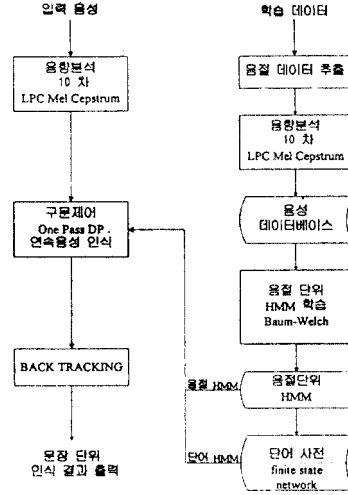 입력 음성
음향분석
10 차
LPC Mel Cepstrum
구문제어
One Pass DP .
연속음성 인식
BACK TRACKING
문장 단위
인식 결과 출력
학습 데이터
음절 데이터 추출
음향분석
10 차
LPC Mel Cepstrum
음성
데이터베이스
음절 단위
HMM 학습
Baum-Welch
음절 HMM
음절단위
HMM
단어 HMM
단어 사전
finite state
network